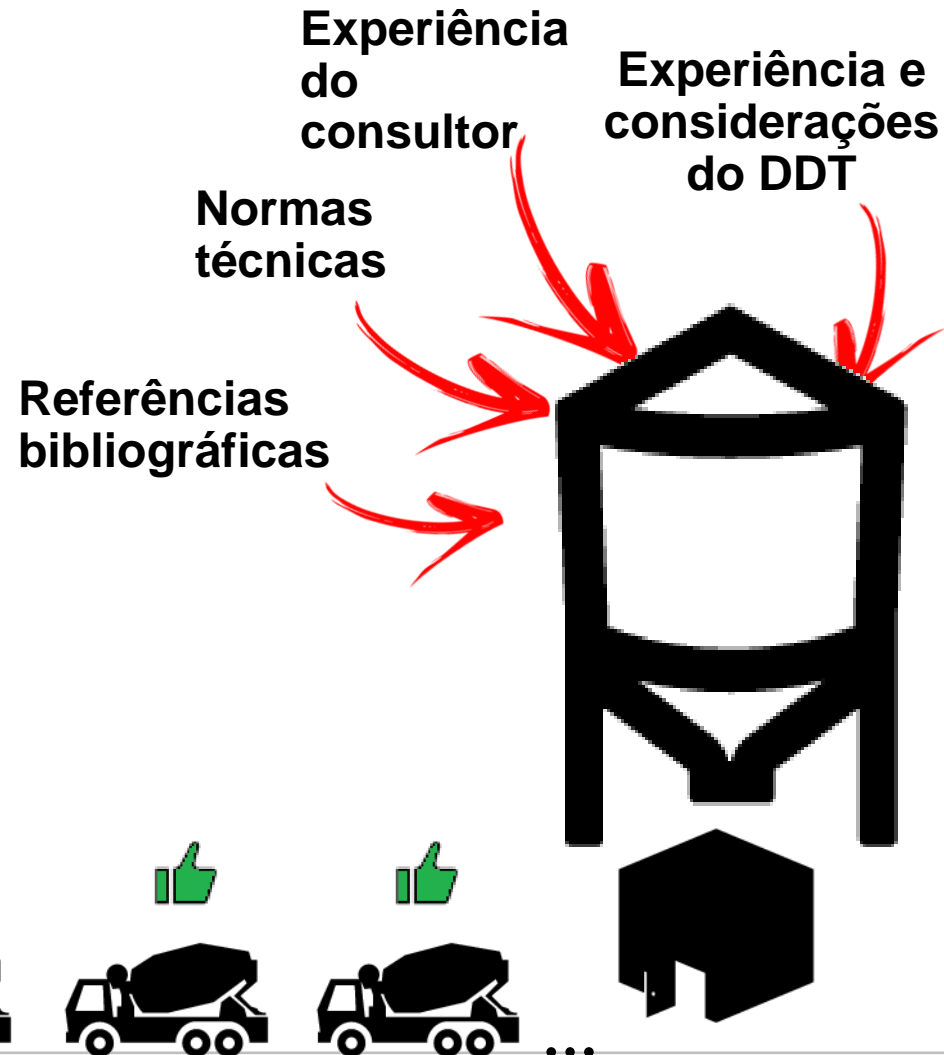 Experiência
do
consultor
Experiência e
considerações
do DDT
Normas
técnicas
Referências
bibliográficas
...